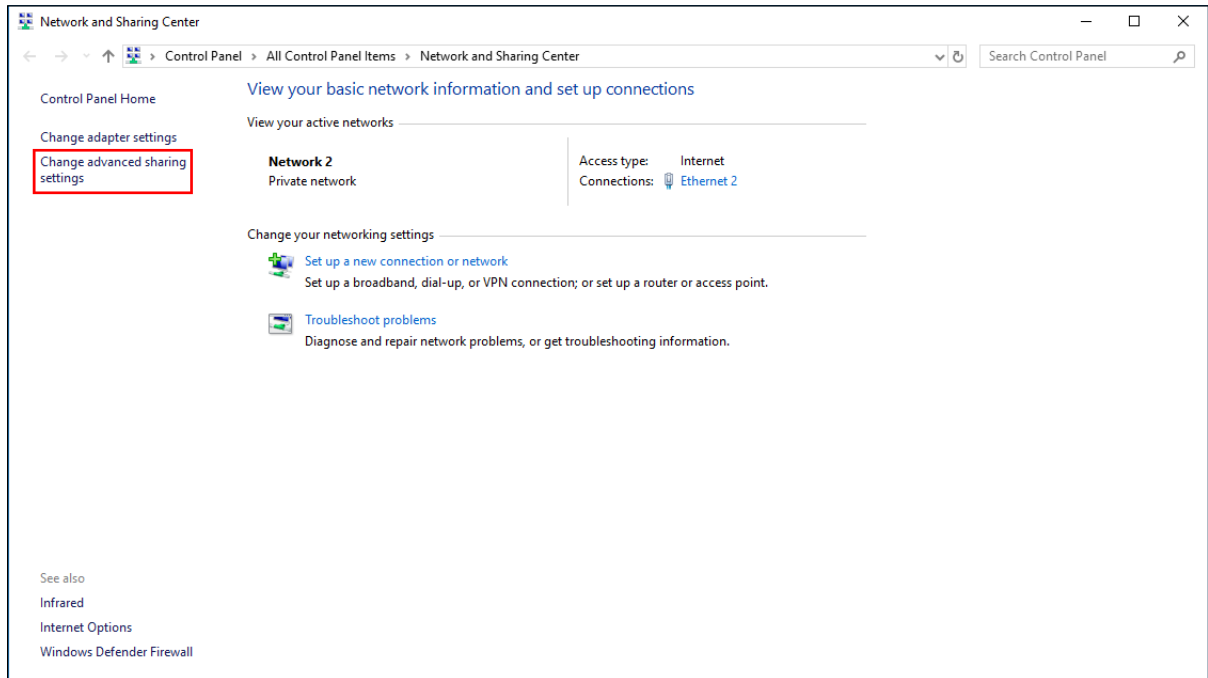 Network and Sharing Center
Control Panel > All Control Panel Items > Network and Sharing Center
Search Control Panel
Control Panel Home
Change adapter settings
Change advanced sharing
settings
View your basic network information and set up connections
View your active networks
Network 2
Private network
Access type: Internet
Connections: Ethernet 2
Change your networking settings
Set up a new connection or network
Set up a broadband, dial-up, or VPN connection; or set up a router or access point.
Troubleshoot problems
Diagnose and repair network problems, or get troubleshooting information.
See also
Infrared
Internet Options
Windows Defender Firewall